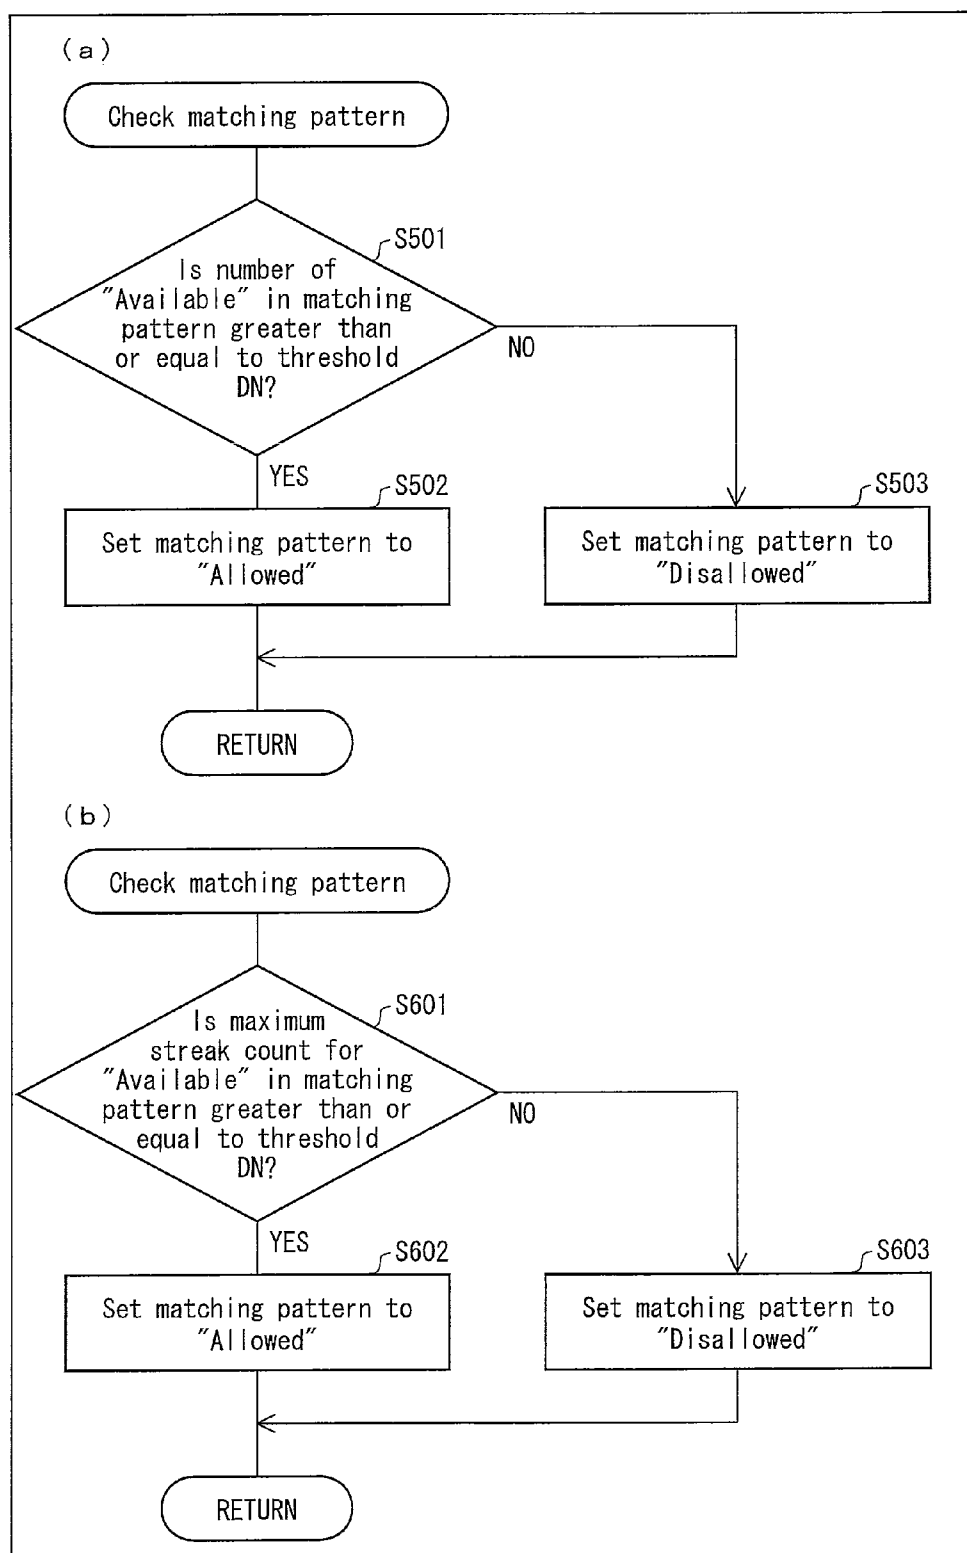 (a)
Check matching pattern
S501
Is number of
"Available" in matching
pattern greater than
or equal to threshold
DN?
NO
YES
S502
S503
Set matching pattern to
"Allowed"
Set matching pattern to
"Disallowed"
RETURN
(b)
Check matching pattern
S601
Is maximum
streak count for
"Available" in matching
pattern greater than or
equal to threshold
DN?
NO
YES
S602
S603
Set matching pattern to
"Allowed"
Set matching pattern to
"Disallowed"
RETURN